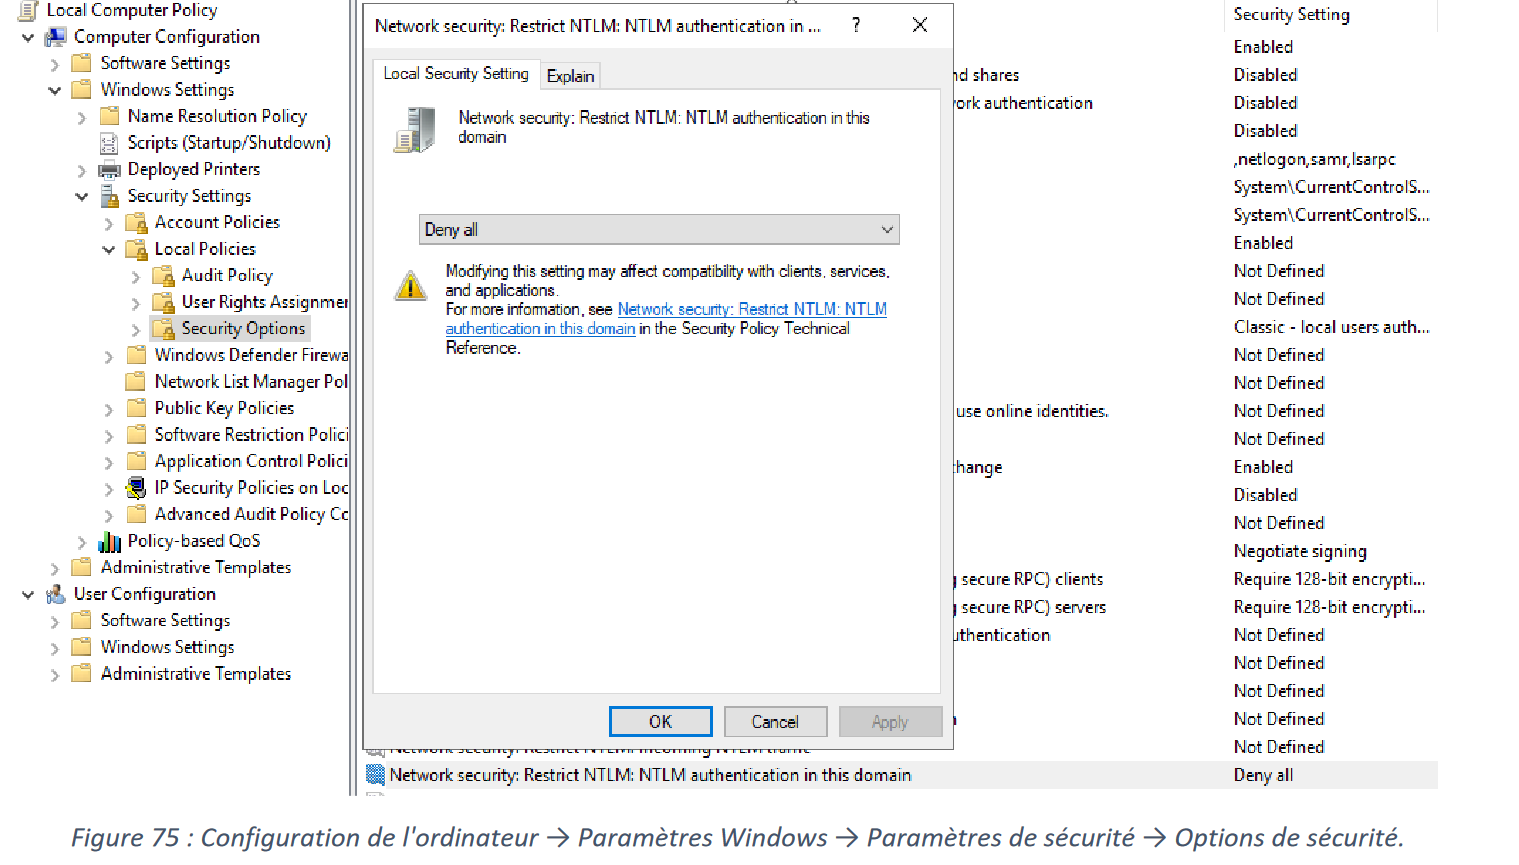 Local Computer Policy
Computer Configuration
Software Settings
Windows Settings
Name Resolution Policy
Scripts (Startup/Shutdown)
Deployed Printers
Security Settings
Account Policies
Local Policies
Audit Policy
User Rights Assignmer
Security Options
Windows Defender Firewa
Network List Manager Pol
Public Key Policies
Software Restriction Polici
Application Control Polici
IP Security Policies on Loc
Advanced Audit Policy Co
Policy-based QoS
Administrative Templates
User Configuration
Software Settings
Windows Settings
Administrative Templates
Network security: Restrict NTLM: NTLM authentication in ...
?
Local Security Setting
Explain
Network security: Restrict NTLM: NTLM authentication in this
domain
Deny all
Modifying this setting may affect compatibility with clients, services,
and applications.
For more information, see Network security: Restrict NTLM: NTLM
authentication in this domain in the Security Policy Technical
Reference.
OK
Cancel
Apply
Security Setting
Enabled
nd shares Disabled
ork authentication Disabled
Disabled
,netlogon,samr,lsarpc
System\CurrentControlS...
System\CurrentControlS...
Enabled
Not Defined
Not Defined
Classic - local users auth...
Not Defined
Not Defined
use online identities. Not Defined
Not Defined
change Enabled
Disabled
Not Defined
Negotiate signing
g secure RPC) clients Require 128-bit encrypti...
g secure RPC) servers Require 128-bit encrypti...
uthentication Not Defined
Not Defined
Not Defined
Not Defined
Network security: Restrict NTLM: Incoming NTLM traffic Not Defined
Network security: Restrict NTLM: NTLM authentication in this domain Deny all
Figure 75 : Configuration de l'ordinateur → Paramètres Windows → Paramètres de sécurité → Options de sécurité.